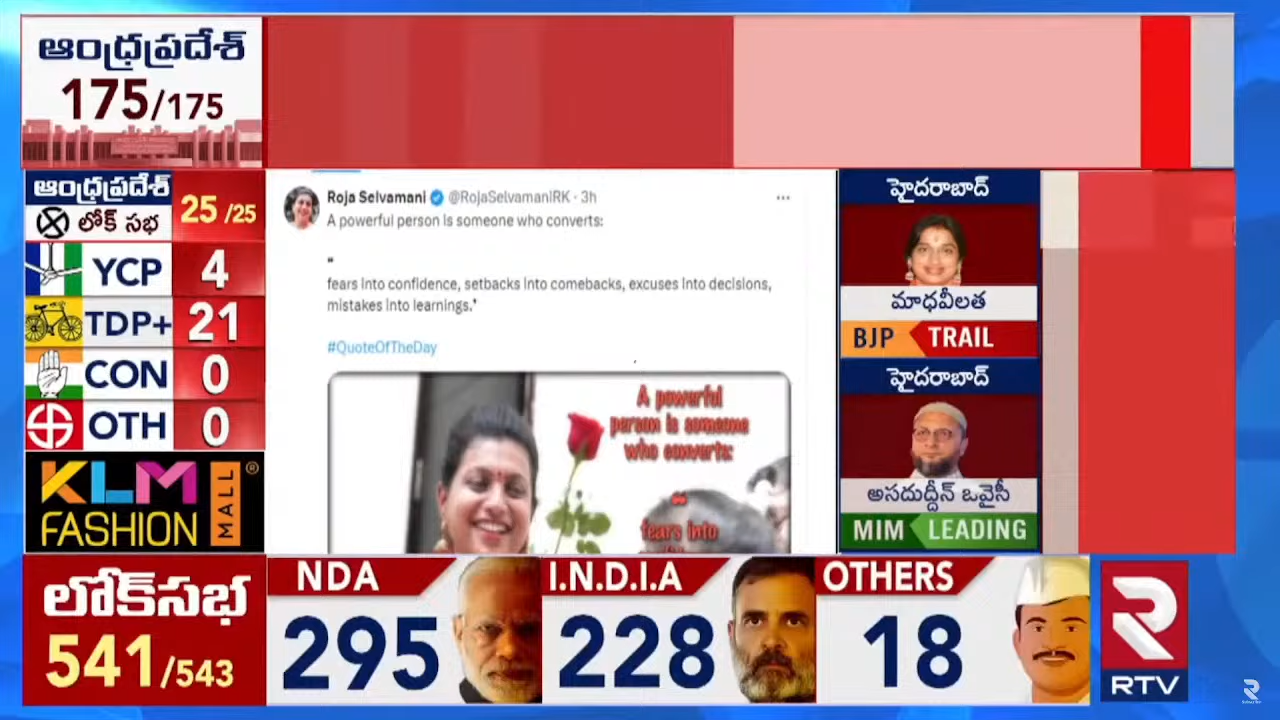 ఆంధ్రప్రదేశ్
175/175
ఆంధ్రప్రదేశ్
లోక్ సభ
25/25
YCP 4
TDP+ 21
CON 0
OTH 0
KLM
FASHION
MALL
®
Roja Selvamani @RojaSelvamaniRK · 3h
A powerful person is someone who converts:
"
fears into confidence, setbacks into comebacks, excuses into decisions,
mistakes into learnings."
#QuoteOfTheDay
A powerful
person is someone
who converts:
"
fears into
హైదరాబాద్
మాధవీలత
BJP TRAIL
హైదరాబాద్
అసదుద్దీన్ ఒవైసీ
MIM LEADING
లోక్‌సభ
541/543
NDA
295
I.N.D.I.A
228
OTHERS
18
RTV